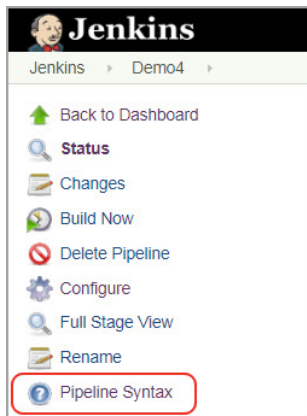 Jenkins
Jenkins Demo4
Back to Dashboard
Status
Changes
Build Now
Delete Pipeline
Configure
Full Stage View
Rename
Pipeline Syntax